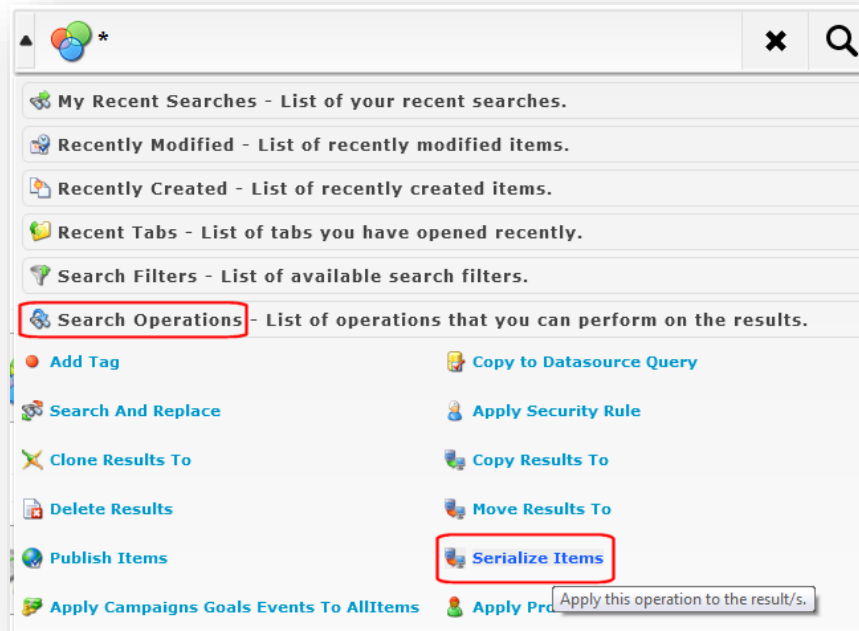 *
My Recent Searches - List of your recent searches.
Recently Modified - List of recently modified items.
Recently Created - List of recently created items.
Recent Tabs - List of tabs you have opened recently.
Search Filters - List of available search filters.
Search Operations - List of operations that you can perform on the results.
Add Tag Copy to Datasource Query
Search And Replace Apply Security Rule
Clone Results To Copy Results To
Delete Results Move Results To
Publish Items Serialize Items
Apply Campaigns Goals Events To AllItems Apply
Apply this operation to the result/s.